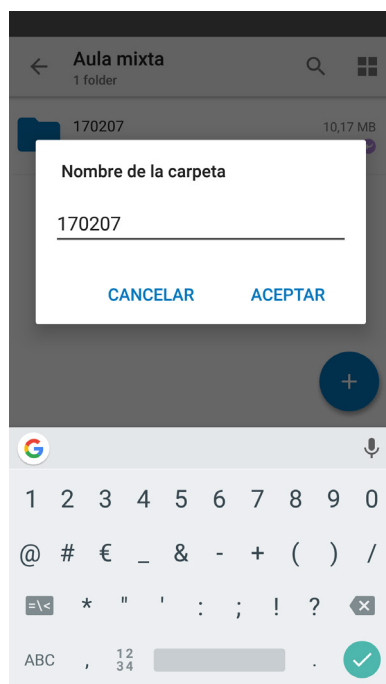 Aula mixta
1 folder
170207
10,17 MB
Nombre de la carpeta
170207
CANCELAR ACEPTAR
+
G
1 2 3 4 5 6 7 8 9 0
@ # € _ & - + ( ) /
=\< * " ' : ; ! ?
ABC , 12 .
34